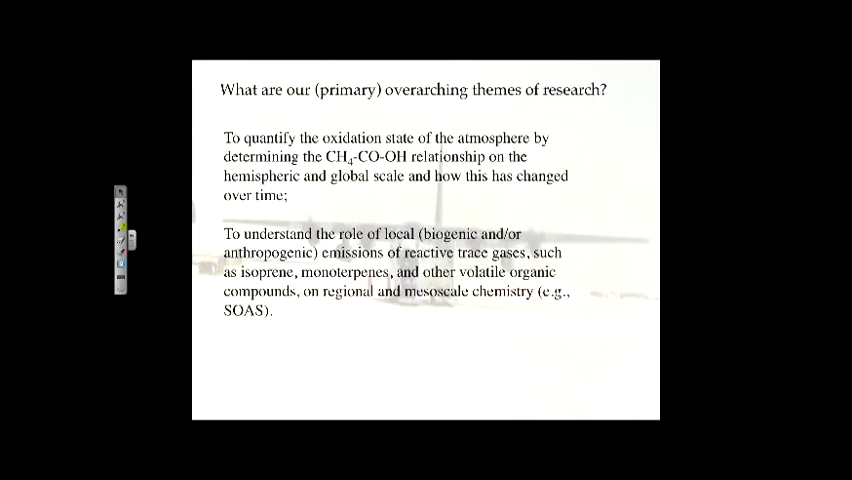 What are our (primary) overarching themes of research?
To quantify the oxidation state of the atmosphere by
determining the CH₄-CO-OH relationship on the
hemispheric and global scale and how this has changed
over time;
To understand the role of local (biogenic and/or
anthropogenic) emissions of reactive trace gases, such
as isoprene, monoterpenes, and other volatile organic
compounds, on regional and mesoscale chemistry (e.g.,
SOAS).